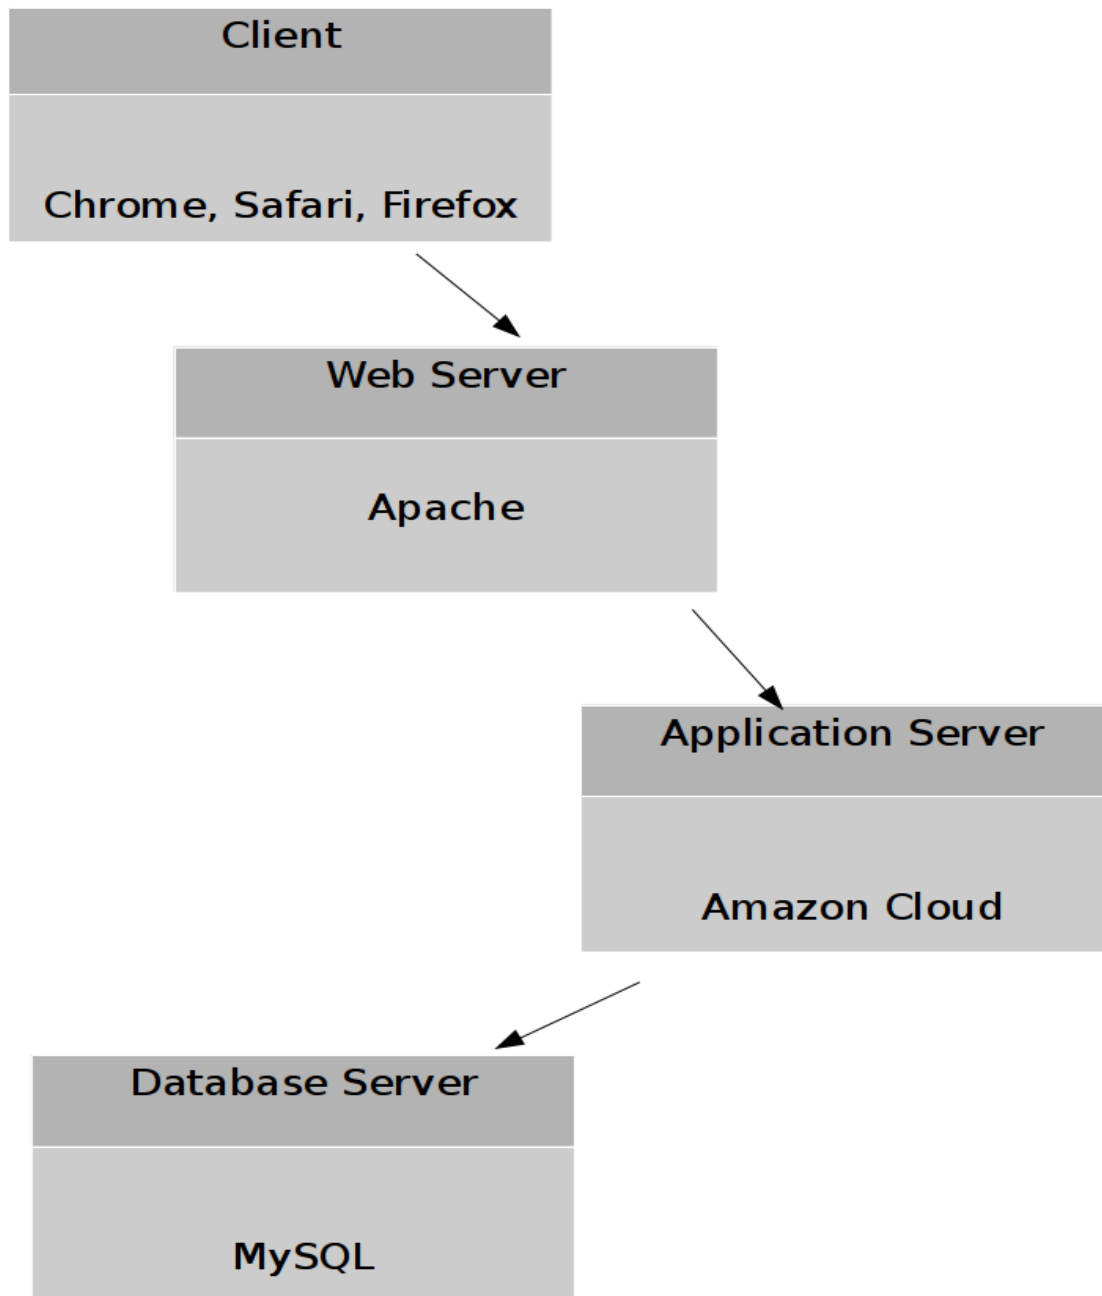 Client
Chrome, Safari, Firefox
Web Server
Apache
Application Server
Amazon Cloud
Database Server
MySQL